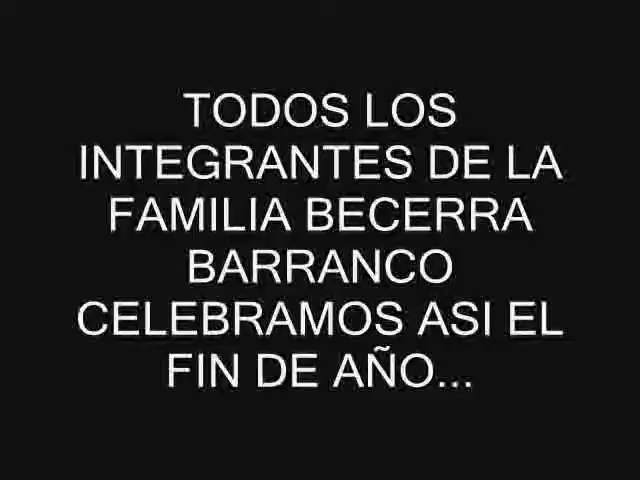 TODOS LOS
INTEGRANTES DE LA
FAMILIA BECERRA
BARRANCO
CELEBRAMOS ASI EL
FIN DE AÑO...